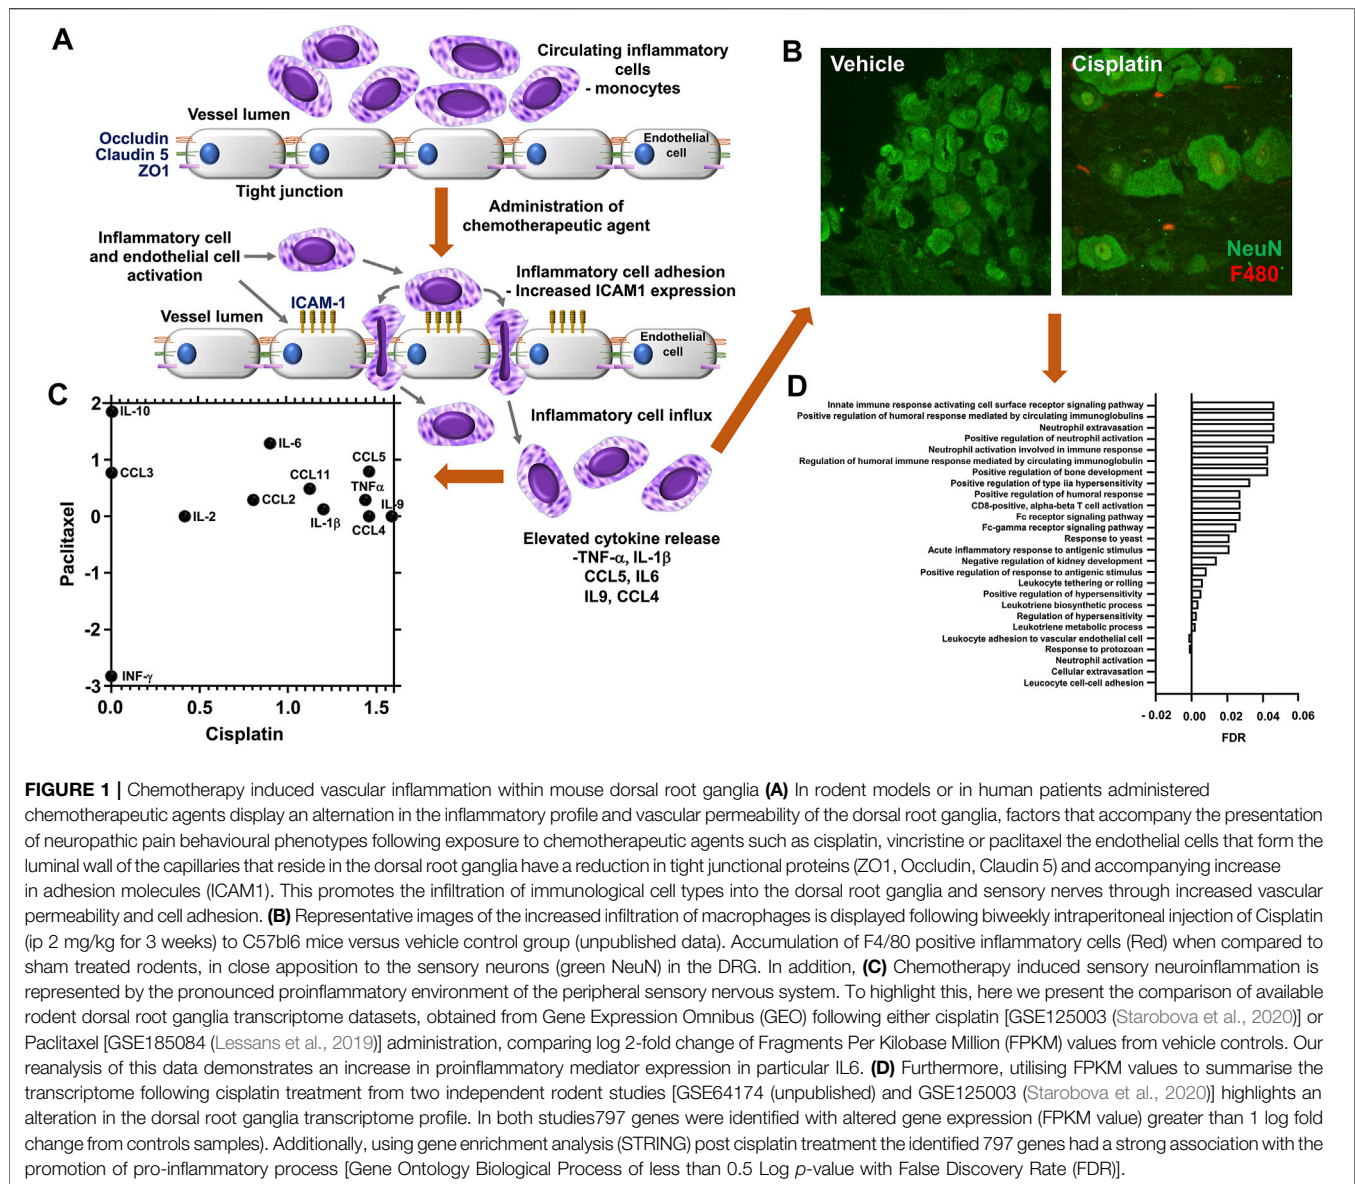 A
Circulating inflammatory
cells
- monocytes
Vessel lumen
Occludin
Claudin 5
ZO1
Endothelial
cell
Tight junction
Administration of
chemotherapeutic agent
Inflammatory cell
and endothelial cell
activation
Inflammatory cell adhesion
- Increased ICAM1 expression
ICAM-1
Vessel lumen
Endothelial
cell
Inflammatory cell influx
Elevated cytokine release
-TNF-α, IL-1β
CCL5, IL6
IL9, CCL4
B
Vehicle
Cisplatin
NeuN
F480
C
Paclitaxel
2
1
0
-1
-2
-3
IL-10
IL-6
CCL3
CCL5
CCL11
TNFα
CCL2
IL-9
IL-2
IL-1β
CCL4
INF-γ
0.0
0.5
1.0
1.5
Cisplatin
D
Innate immune response activating cell surface receptor signaling pathway
Positive regulation of humoral response mediated by circulating immunoglobulins
Neutrophil extravasation
Positive regulation of neutrophil activation
Neutrophil activation involved in immune response
Regulation of humoral immune response mediated by circulating immunoglobulin
Positive regulation of bone development
Positive regulation of type iia hypersensitivity
Positive regulation of humoral response
CD8-positive, alpha-beta T cell activation
Fc receptor signaling pathway
Fc-gamma receptor signaling pathway
Response to yeast
Acute inflammatory response to antigenic stimulus
Negative regulation of kidney development
Positive regulation of response to antigenic stimulus
Leukocyte tethering or rolling
Positive regulation of hypersensitivity
Leukotriene biosynthetic process
Regulation of hypersensitivity
Leukotriene metabolic process
Leukocyte adhesion to vascular endothelial cell
Response to protozoan
Neutrophil activation
Cellular extravasation
Leucocyte cell-cell adhesion
- 0.02 0.00 0.02 0.04 0.06
FDR
FIGURE 1 | Chemotherapy induced vascular inflammation within mouse dorsal root ganglia (A) In rodent models or in human patients administered
chemotherapeutic agents display an alternation in the inflammatory profile and vascular permeability of the dorsal root ganglia, factors that accompany the presentation
of neuropathic pain behavioural phenotypes following exposure to chemotherapeutic agents such as cisplatin, vincristine or paclitaxel the endothelial cells that form the
luminal wall of the capillaries that reside in the dorsal root ganglia have a reduction in tight junctional proteins (ZO1, Occludin, Claudin 5) and accompanying increase
in adhesion molecules (ICAM1). This promotes the infiltration of immunological cell types into the dorsal root ganglia and sensory nerves through increased vascular
permeability and cell adhesion. (B) Representative images of the increased infiltration of macrophages is displayed following biweekly intraperitoneal injection of Cisplatin
(ip 2 mg/kg for 3 weeks) to C57bl6 mice versus vehicle control group (unpublished data). Accumulation of F4/80 positive inflammatory cells (Red) when compared to
sham treated rodents, in close apposition to the sensory neurons (green NeuN) in the DRG. In addition, (C) Chemotherapy induced sensory neuroinflammation is
represented by the pronounced proinflammatory environment of the peripheral sensory nervous system. To highlight this, here we present the comparison of available
rodent dorsal root ganglia transcriptome datasets, obtained from Gene Expression Omnibus (GEO) following either cisplatin [GSE125003 (Starobova et al., 2020)] or
Paclitaxel [GSE185084 (Lessans et al., 2019)] administration, comparing log 2-fold change of Fragments Per Kilobase Million (FPKM) values from vehicle controls. Our
reanalysis of this data demonstrates an increase in proinflammatory mediator expression in particular IL6. (D) Furthermore, utilising FPKM values to summarise the
transcriptome following cisplatin treatment from two independent rodent studies [GSE64174 (unpublished) and GSE125003 (Starobova et al., 2020)] highlights an
alteration in the dorsal root ganglia transcriptome profile. In both studies797 genes were identified with altered gene expression (FPKM value) greater than 1 log fold
change from controls samples). Additionally, using gene enrichment analysis (STRING) post cisplatin treatment the identified 797 genes had a strong association with the
promotion of pro-inflammatory process [Gene Ontology Biological Process of less than 0.5 Log p-value with False Discovery Rate (FDR)].